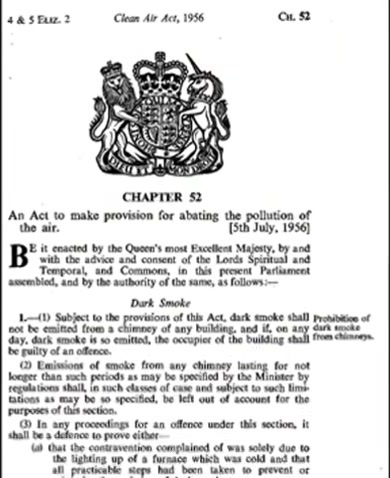 4 & 5 ELIZ. 2 Clean Air Act, 1956 CH. 52
DIEU ET MON DROIT
CHAPTER 52
An Act to make provision for abating the pollution of
the air. [5th July, 1956]
BE it enacted by the Queen's most Excellent Majesty, by and
with the advice and consent of the Lords Spiritual and
Temporal, and Commons, in this present Parliament
assembled, and by the authority of the same, as follows:—
Dark Smoke
1.—(1) Subject to the provisions of this Act, dark smoke shall Prohibition of
not be emitted from a chimney of any building, and if, on any dark smoke
day, dark smoke is so emitted, the occupier of the building shall from chimneys.
be guilty of an offence.
(2) Emissions of smoke from any chimney lasting for not
longer than such periods as may be specified by the Minister by
regulations shall, in such classes of case and subject to such limi-
tations as may be so specified, be left out of account for the
purposes of this section.
(3) In any proceedings for an offence under this section, it
shall be a defence to prove either—
(a) that the contravention complained of was solely due to
the lighting up of a furnace which was cold and that
all practicable steps had been taken to prevent or